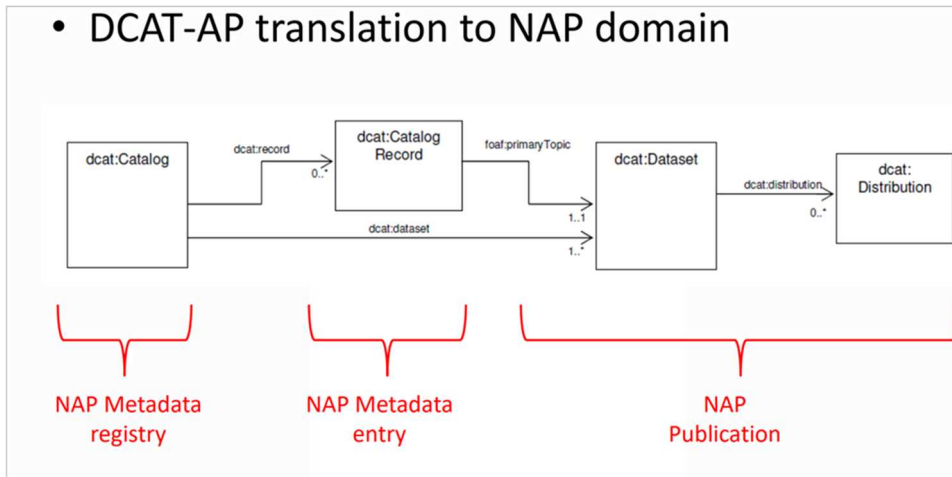 • DCAT-AP translation to NAP domain
dcat:Catalog
dcat:record
0..*
dcat:Catalog
Record
foaf:primaryTopic
1..1
dcat:dataset
1..*
dcat:Dataset
dcat:distribution
0..*
dcat:
Distribution
NAP Metadata
registry
NAP Metadata
entry
NAP
Publication